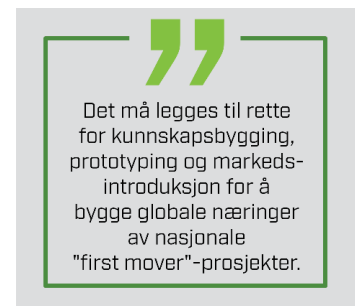 ”
Det må legges til rette
for kunnskapsbygging,
prototyping og markeds-
introduksjon for å
bygge globale næringer
av nasjonale
"first mover"-prosjekter.